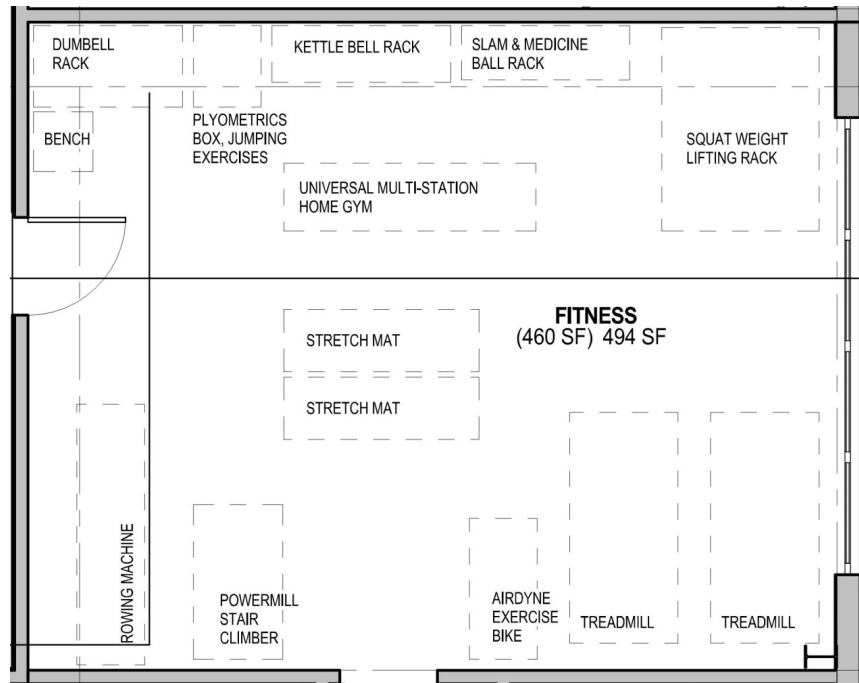 DUMBELL
RACK
KETTLE BELL RACK
SLAM & MEDICINE
BALL RACK
BENCH
PLYOMETRICS
BOX, JUMPING
EXERCISES
SQUAT WEIGHT
LIFTING RACK
UNIVERSAL MULTI-STATION
HOME GYM
FITNESS
(460 SF) 494 SF
STRETCH MAT
STRETCH MAT
ROWING MACHINE
POWERMILL
STAIR
CLIMBER
AIRDYNE
EXERCISE
BIKE
TREADMILL
TREADMILL